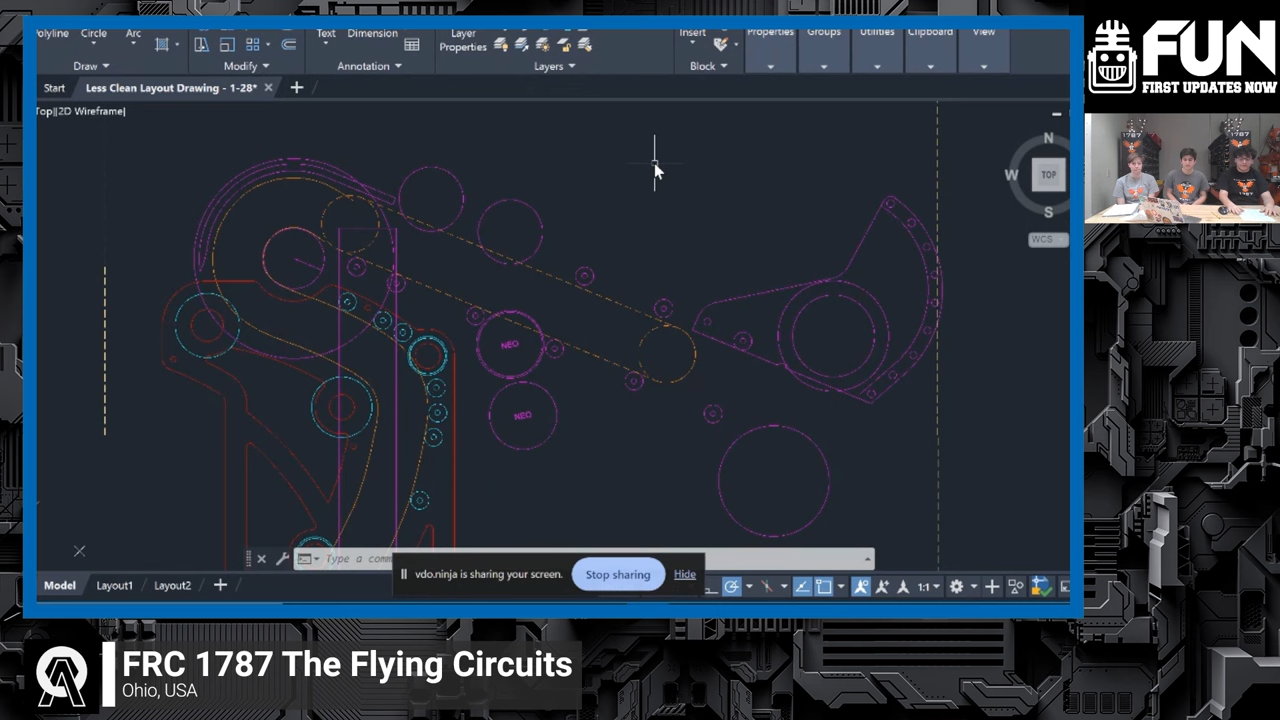 olyline Circle Arc Text Dimension Layer Properties Insert Properties Groups Utilities Clipboard View
Draw Modify Annotation Layers Block
Start Less Clean Layout Drawing - 1-28* +
Top][2D Wireframe]
N
W TOP
S
WCS
NEO
NEO
Type a comm
vdo.ninja is sharing your screen. Stop sharing Hide
Model Layout1 Layout2 + 1:1
FUN
FIRST UPDATES NOW
1787 1787
FRC 1787 The Flying Circuits
Ohio, USA